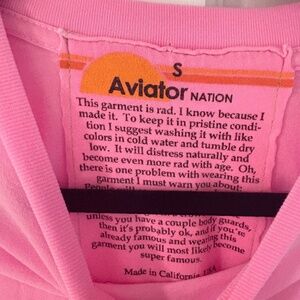 S
Aviator NATION
This garment is rad. I know because I
made it. To keep it in pristine condi-
tion I suggest washing it with like
colors in cold water and tumble dry
low. It will distress naturally and
become even more rad with age. Oh,
there is one problem with wearing this
garment I must warn you about:
People will
unless you have a couple body guards,
then it's probably ok, and if you're
already famous and wearing this
garment you will most likely become
super famous.
Made in California, USA